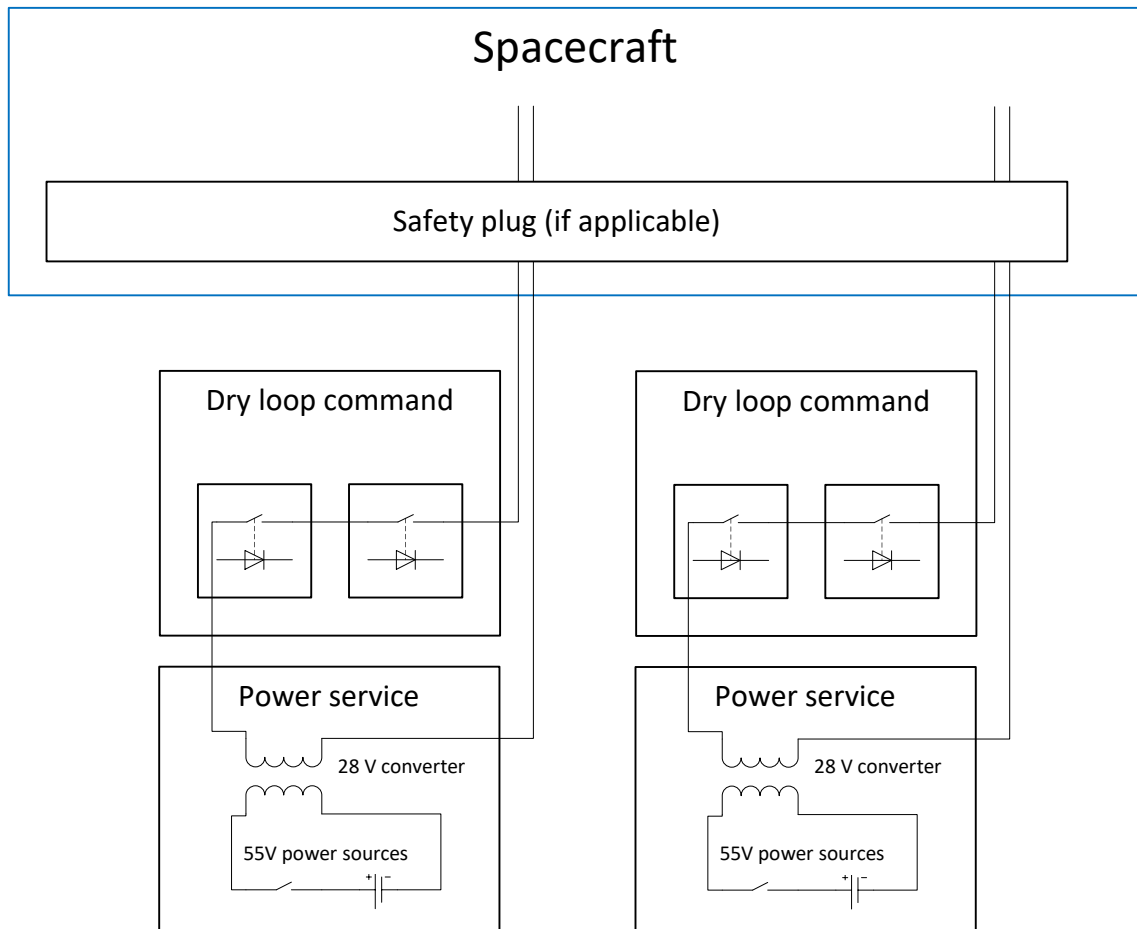 Spacecraft
Safety plug (if applicable)
Dry loop command
Dry loop command
Power service
Power service
28 V converter
28 V converter
55V power sources
55V power sources
+ −
+ −